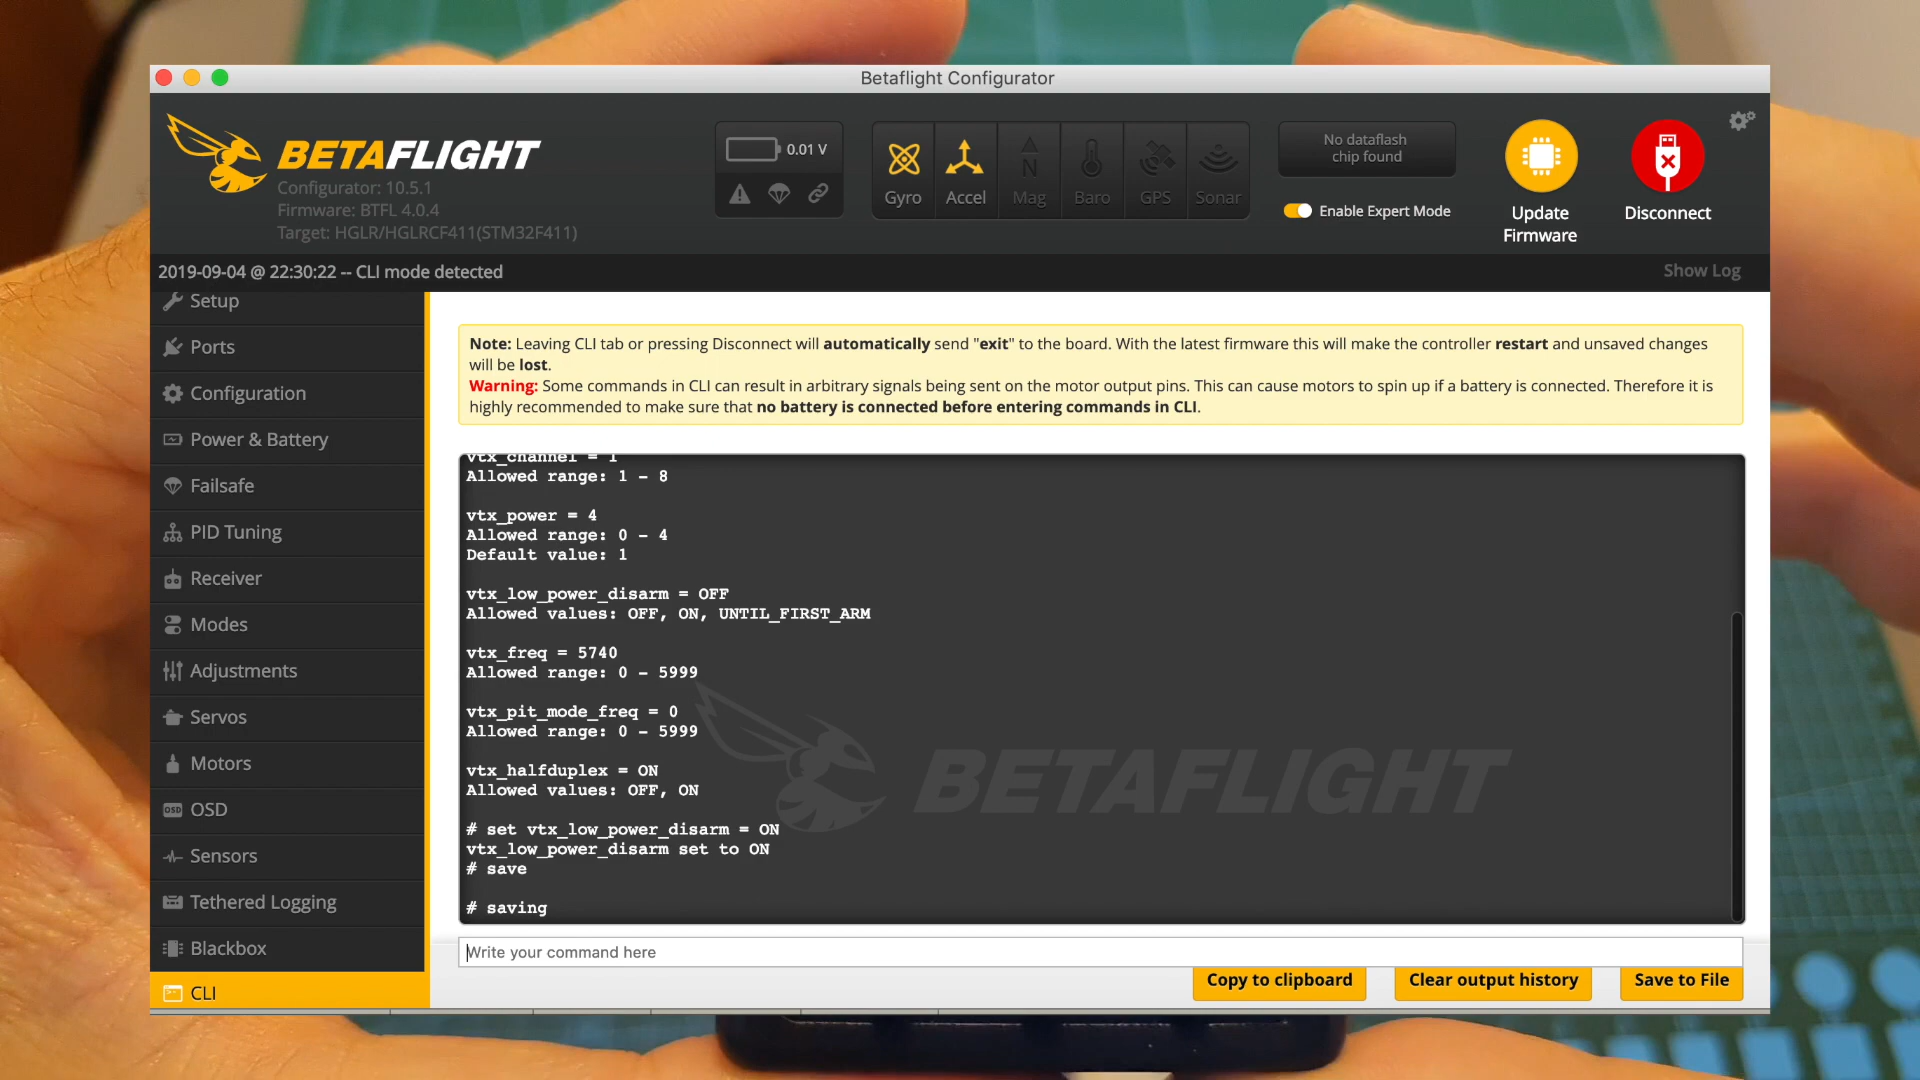 Betaflight Configurator
BETAFLIGHT
Configurator: 10.5.1
Firmware: BTFL 4.0.4
Target: HGLR/HGLRCF411(STM32F411)
0.01 V
Gyro
Accel
Mag
Baro
GPS
Sonar
No dataflash
chip found
Enable Expert Mode
Update
Firmware
Disconnect
2019-09-04 @ 22:30:22 -- CLI mode detected
Show Log
Setup
Ports
Configuration
Power & Battery
Failsafe
PID Tuning
Receiver
Modes
Adjustments
Servos
Motors
OSD
Sensors
Tethered Logging
Blackbox
CLI
Note: Leaving CLI tab or pressing Disconnect will automatically send "exit" to the board. With the latest firmware this will make the controller restart and unsaved changes
will be lost.
Warning: Some commands in CLI can result in arbitrary signals being sent on the motor output pins. This can cause motors to spin up if a battery is connected. Therefore it is
highly recommended to make sure that no battery is connected before entering commands in CLI.
vtx_channel = 1
Allowed range: 1 - 8
vtx_power = 4
Allowed range: 0 - 4
Default value: 1
vtx_low_power_disarm = OFF
Allowed values: OFF, ON, UNTIL_FIRST_ARM
vtx_freq = 5740
Allowed range: 0 - 5999
vtx_pit_mode_freq = 0
Allowed range: 0 - 5999
vtx_halfduplex = ON
Allowed values: OFF, ON
# set vtx_low_power_disarm = ON
vtx_low_power_disarm set to ON
# save
# saving
BETAFLIGHT
Write your command here
Copy to clipboard
Clear output history
Save to File